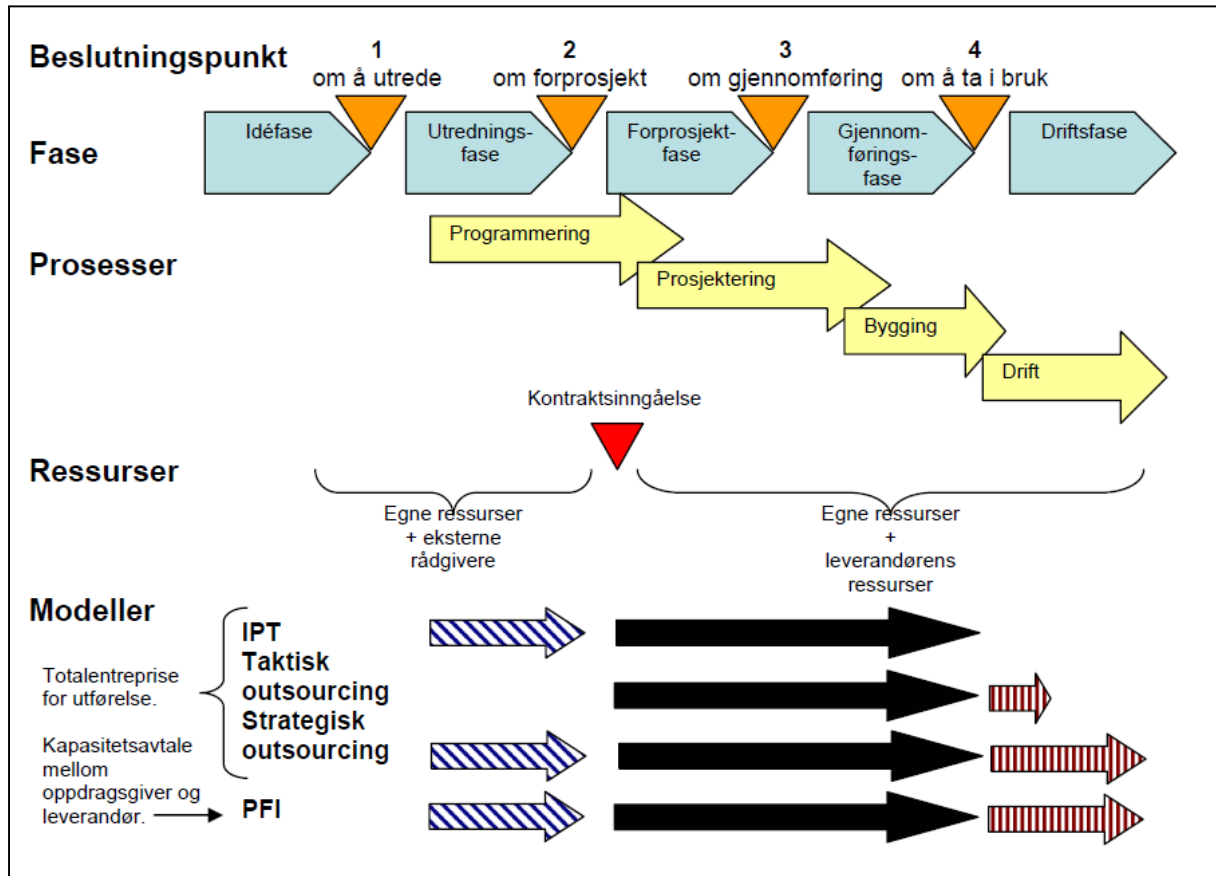 Beslutningspunkt
1
om å utrede
2
om forprosjekt
3
om gjennomføring
4
om å ta i bruk
Fase
Idéfase
Utrednings-
fase
Forprosjekt-
fase
Gjennom-
førings-
fase
Driftsfase
Prosesser
Programmering
Prosjektering
Bygging
Drift
Kontraktsinngåelse
Ressurser
Egne ressurser
+ eksterne
rådgivere
Egne ressurser
+
leverandørens
ressurser
Modeller
Totalentreprise
for utførelse.
Kapasitetsavtale
mellom
oppdragsgiver og
leverandør.
IPT
Taktisk
outsourcing
Strategisk
outsourcing
PFI